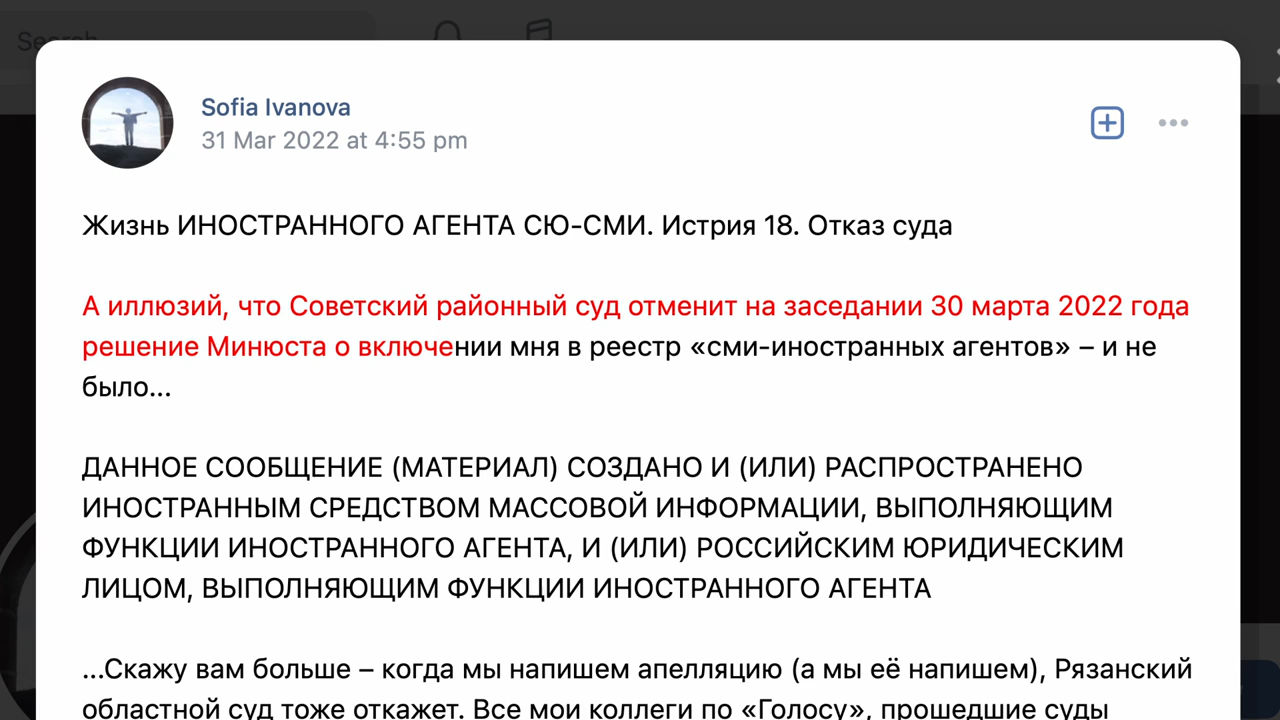 Search
Sofia Ivanova
31 Mar 2022 at 4:55 pm
Жизнь ИНОСТРАННОГО АГЕНТА СЮ-СМИ. Истрия 18. Отказ суда
А иллюзий, что Советский районный суд отменит на заседании 30 марта 2022 года
решение Минюста о включении мня в реестр «сми-иностранных агентов» – и не
было...
ДАННОЕ СООБЩЕНИЕ (МАТЕРИАЛ) СОЗДАНО И (ИЛИ) РАСПРОСТРАНЕНО
ИНОСТРАННЫМ СРЕДСТВОМ МАССОВОЙ ИНФОРМАЦИИ, ВЫПОЛНЯЮЩИМ
ФУНКЦИИ ИНОСТРАННОГО АГЕНТА, И (ИЛИ) РОССИЙСКИМ ЮРИДИЧЕСКИМ
ЛИЦОМ, ВЫПОЛНЯЮЩИМ ФУНКЦИИ ИНОСТРАННОГО АГЕНТА
...Скажу вам больше – когда мы напишем апелляцию (а мы её напишем), Рязанский
областной суд тоже откажет. Все мои коллеги по «Голосу», прошедшие суды